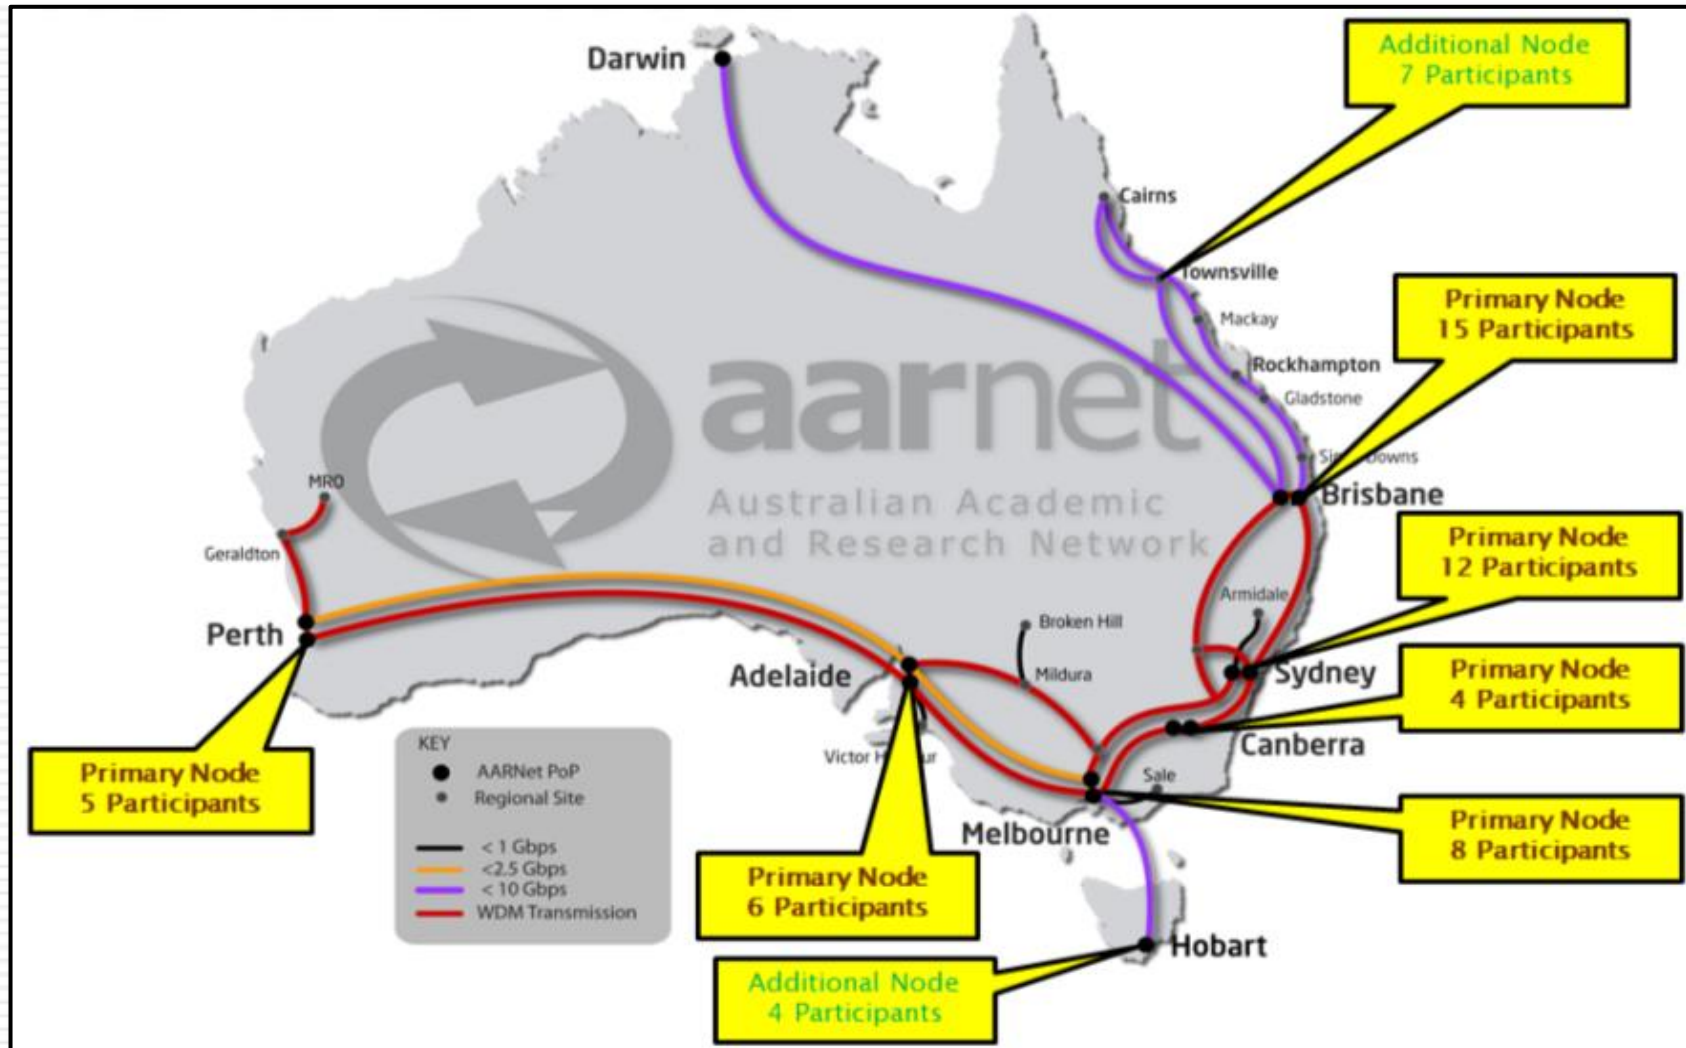 Darwin
Additional Node
7 Participants
Cairns
Townsville
Primary Node
15 Participants
Mackay
Rockhampton
Gladstone
aarnet
Australian Academic
and Research Network
Downs
Brisbane
MRO
Geraldton
Primary Node
12 Participants
Armidale
Perth
Broken Hill
Adelaide
Mildura
Sydney
Primary Node
4 Participants
Canberra
KEY
AARNet PoP
Regional Site
< 1 Gbps
<2.5 Gbps
< 10 Gbps
WDM Transmission
Victor
Sale
Primary Node
5 Participants
Melbourne
Primary Node
8 Participants
Primary Node
6 Participants
Hobart
Additional Node
4 Participants